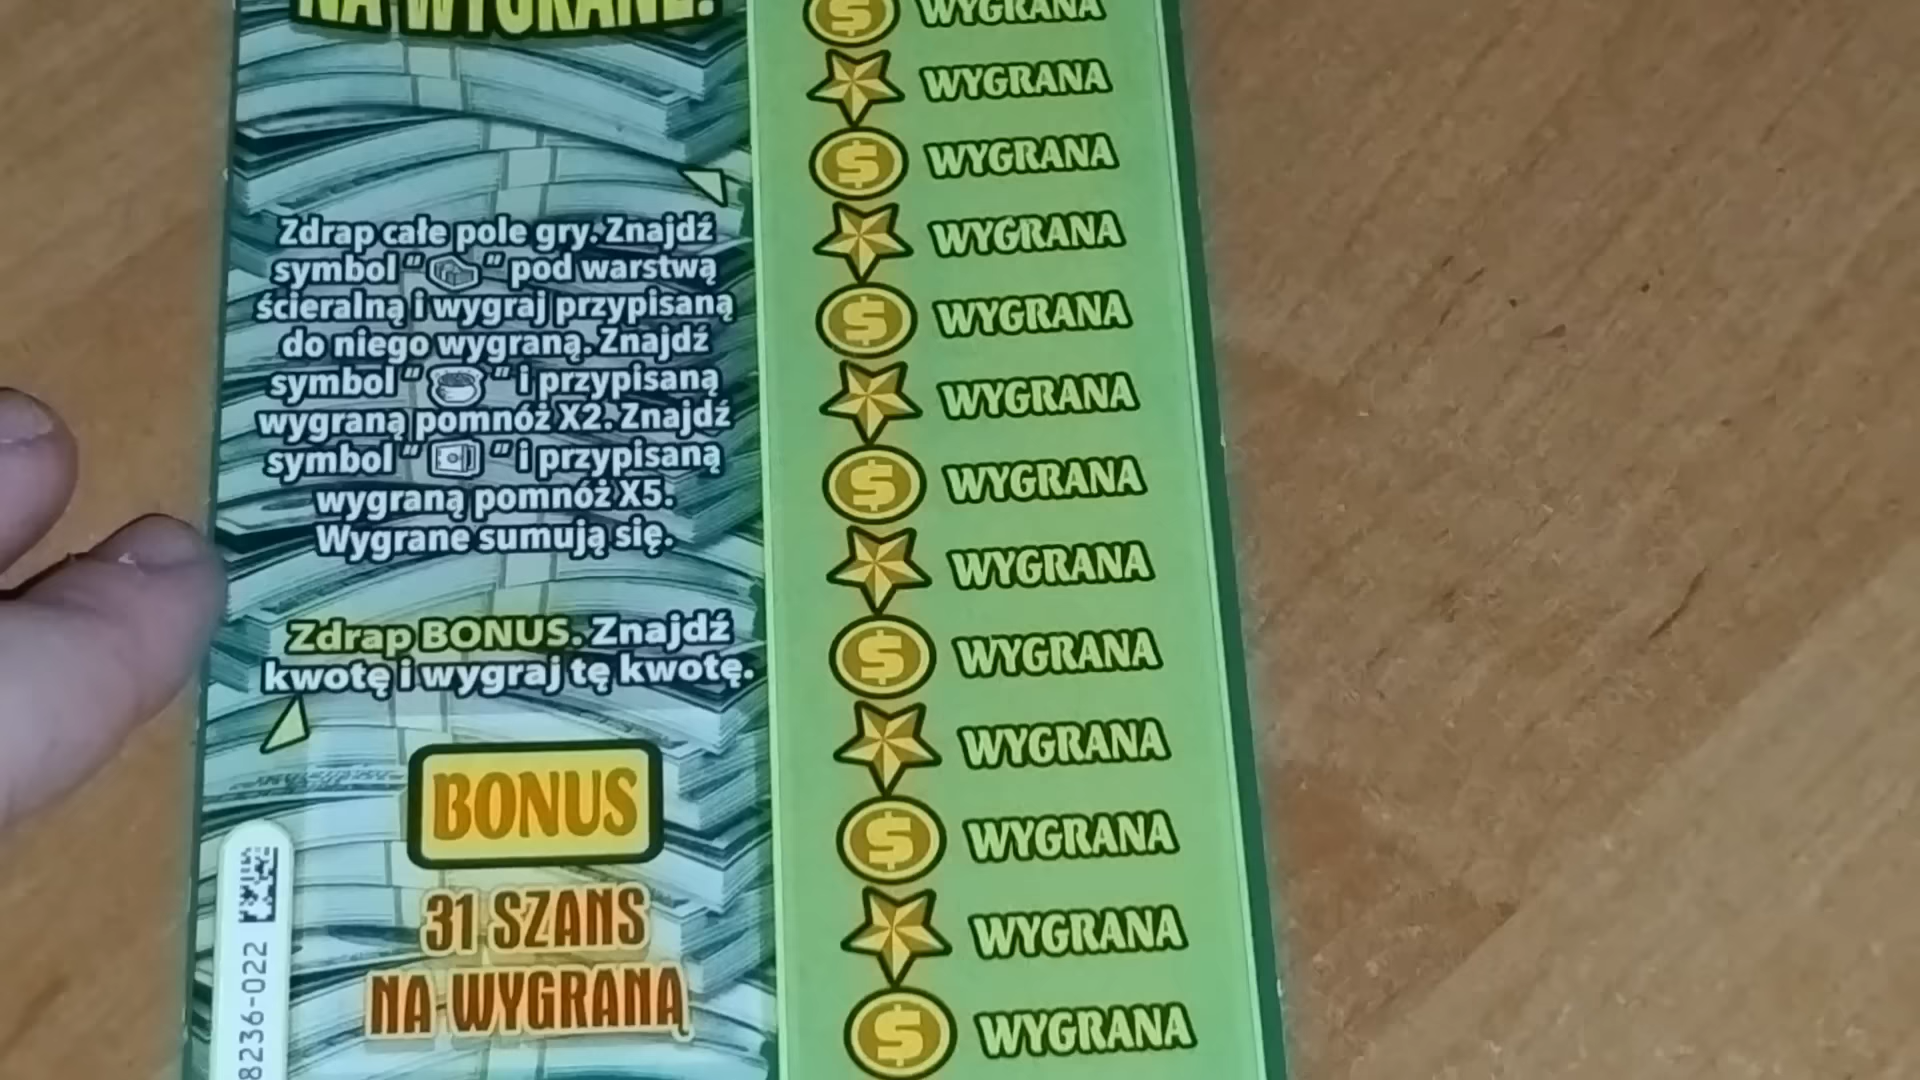 NA WYGRANĘ!
Zdrap całe pole gry. Znajdź
symbol " " pod warstwą
ścieralną i wygraj przypisaną
do niego wygraną. Znajdź
symbol " " i przypisaną
wygraną pomnóż X2. Znajdź
symbol " " i przypisaną
wygraną pomnóż X5.
Wygrane sumują się.
Zdrap BONUS. Znajdź
kwotę i wygraj tę kwotę.
BONUS
31 SZANS
NA WYGRANĄ
8236-022
$ WYGRANA
WYGRANA
$ WYGRANA
WYGRANA
$ WYGRANA
WYGRANA
$ WYGRANA
WYGRANA
$ WYGRANA
WYGRANA
$ WYGRANA
WYGRANA
$ WYGRANA